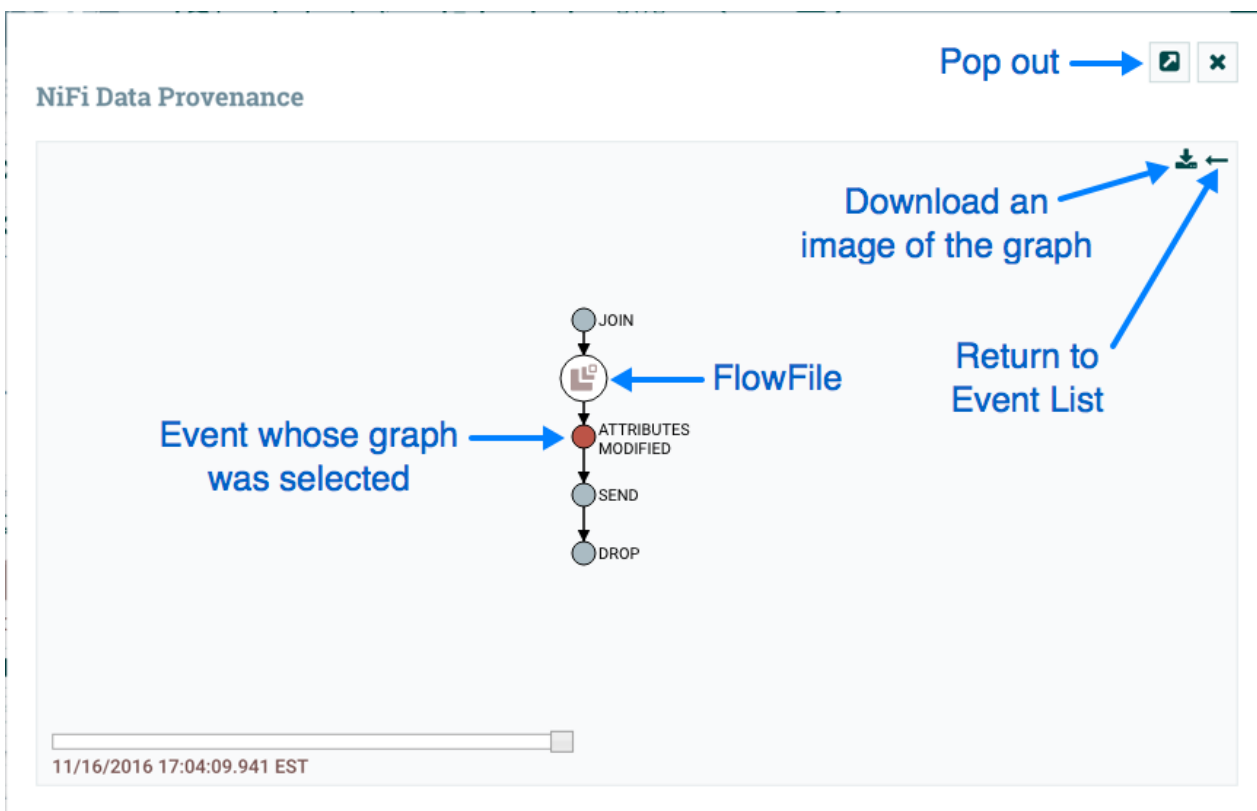 Pop out
NiFi Data Provenance
Download an
image of the graph
JOIN
Return to
Event List
FlowFile
Event whose graph
was selected
ATTRIBUTES
MODIFIED
SEND
DROP
11/16/2016 17:04:09.941 EST